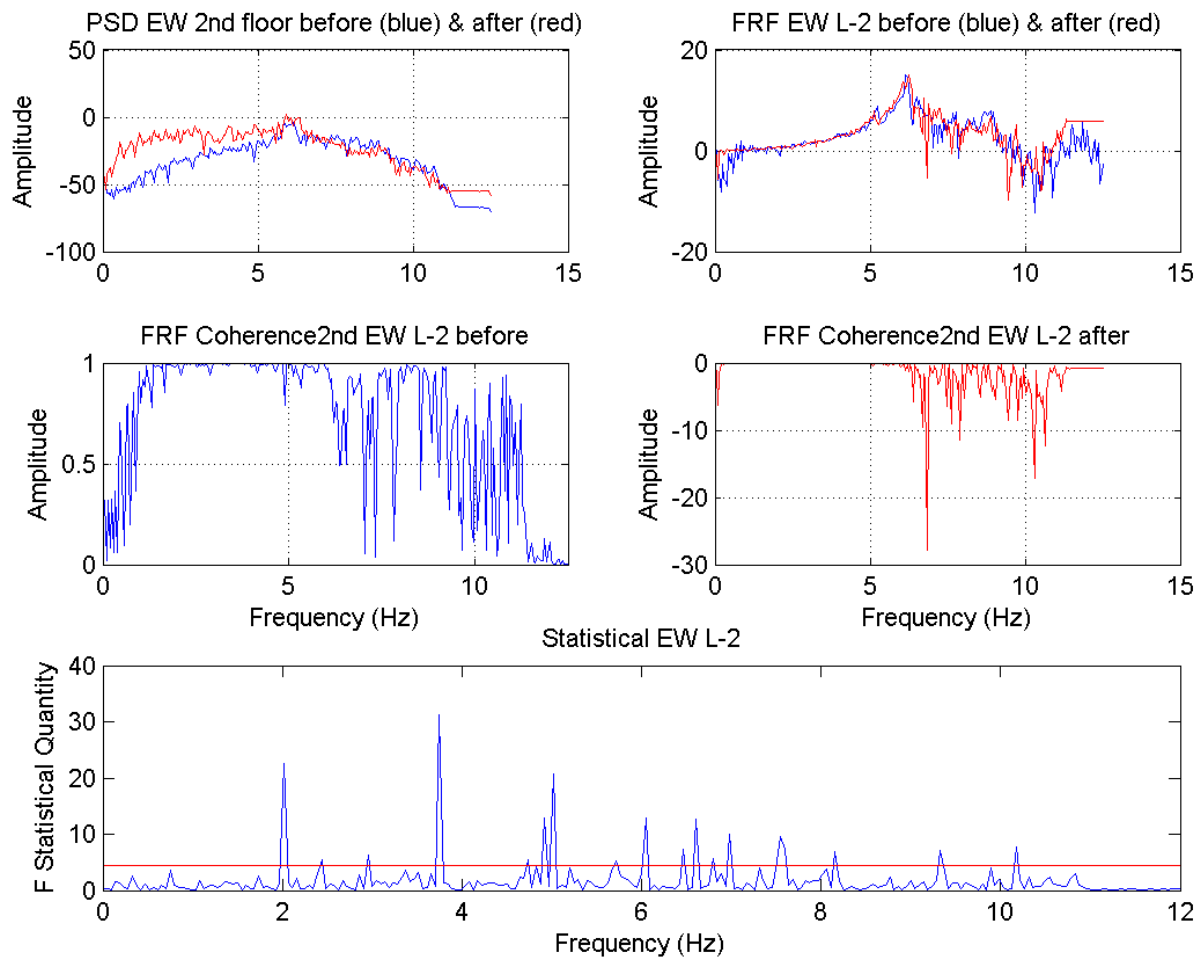 PSD EW 2nd floor before (blue) & after (red)
50
0
-50
-100
Amplitude
0 5 10 15
FRF EW L-2 before (blue) & after (red)
20
0
-20
Amplitude
0 5 10 15
FRF Coherence2nd EW L-2 before
1
0.5
0
Amplitude
0 5 10
Frequency (Hz)
FRF Coherence2nd EW L-2 after
0
-10
-20
-30
Amplitude
0 5 10 15
Frequency (Hz)
Statistical EW L-2
40
30
20
10
0
F Statistical Quantity
0 2 4 6 8 10 12
Frequency (Hz)